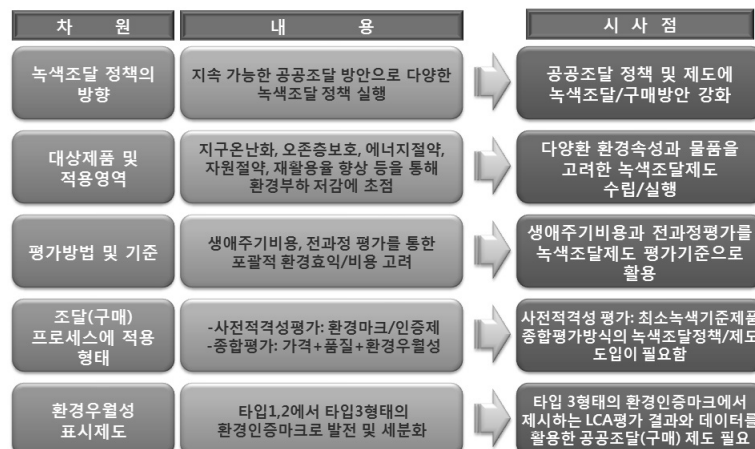 차 원
내 용
시 사 점
녹색조달 정책의
방향
지속 가능한 공공조달 방안으로 다양한
녹색조달 정책 실행
공공조달 정책 및 제도에
녹색조달/구매방안 강화
대상제품 및
적용영역
지구온난화, 오존층보호, 에너지절약,
자원절약, 재활용율 향상 등을 통해
환경부하 저감에 초점
다양환 환경속성과 물품을
고려한 녹색조달제도
수립/실행
평가방법 및 기준
생애주기비용, 전과정 평가를 통한
포괄적 환경효익/비용 고려
생애주기비용과 전과정평가를
녹색조달제도 평가기준으로
활용
조달(구매)
프로세스에 적용
형태
-사전적격성평가: 환경마크/인증제
-종합평가: 가격+품질+환경우월성
사전적격성 평가: 최소녹색기준제품
종합평가방식의 녹색조달정책/제도
도입이 필요함
환경우월성
표시제도
타입1,2에서 타입3형태의
환경인증마크로 발전 및 세분화
타입 3형태의 환경인증마크에서
제시하는 LCA평가 결과와 데이터를
활용한 공공조달(구매) 제도 필요